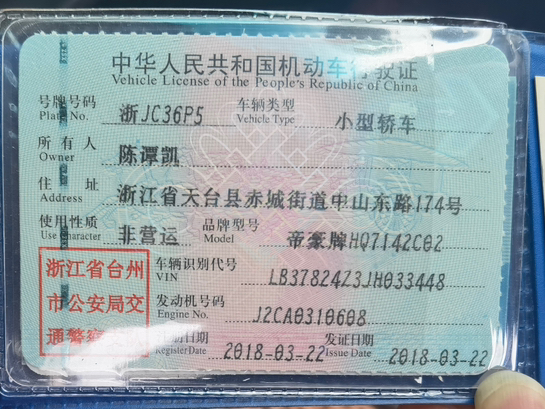 中华人民共和国机动车行驶证
Vehicle License of the People's Republic of China
号牌号码 浙JC36P5 车辆类型 小型轿车
Plate No. Vehicle Type
所有人 陈谭凯
Owner
住址 浙江省天台县赤城街道中山东路174号
Address
使用性质 非营运 品牌型号 帝豪牌HQ7142C02
Use Character Model
浙江省台州 车辆识别代号 LB37824Z3JH033448
VIN
市公安局交 发动机号码 J2CA0310608
Engine No.
通警察 日期 2018-03-22 发证日期 2018-03-22
Register Date Issue Date